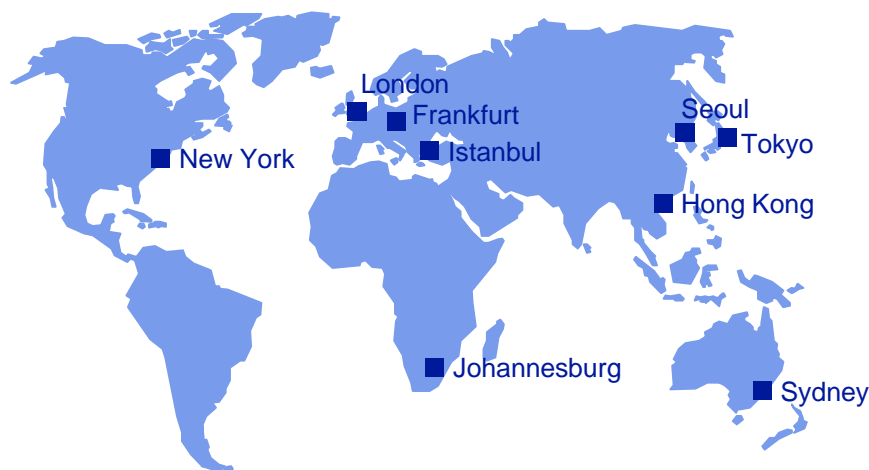 London
Seoul
Frankfurt
Tokyo
Istanbul
New York
Hong Kong
Johannesburg
Sydney